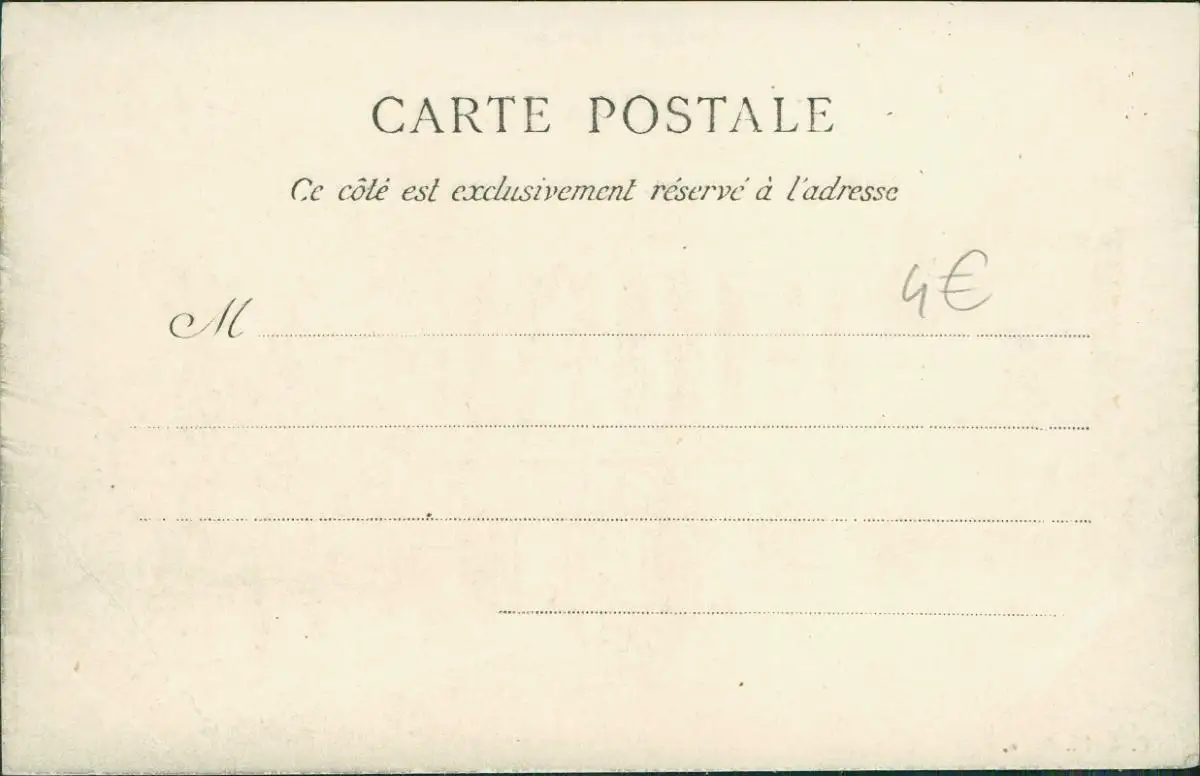 CARTE POSTALE
Ce côté est exclusivement réservé à l'adresse
4€
M